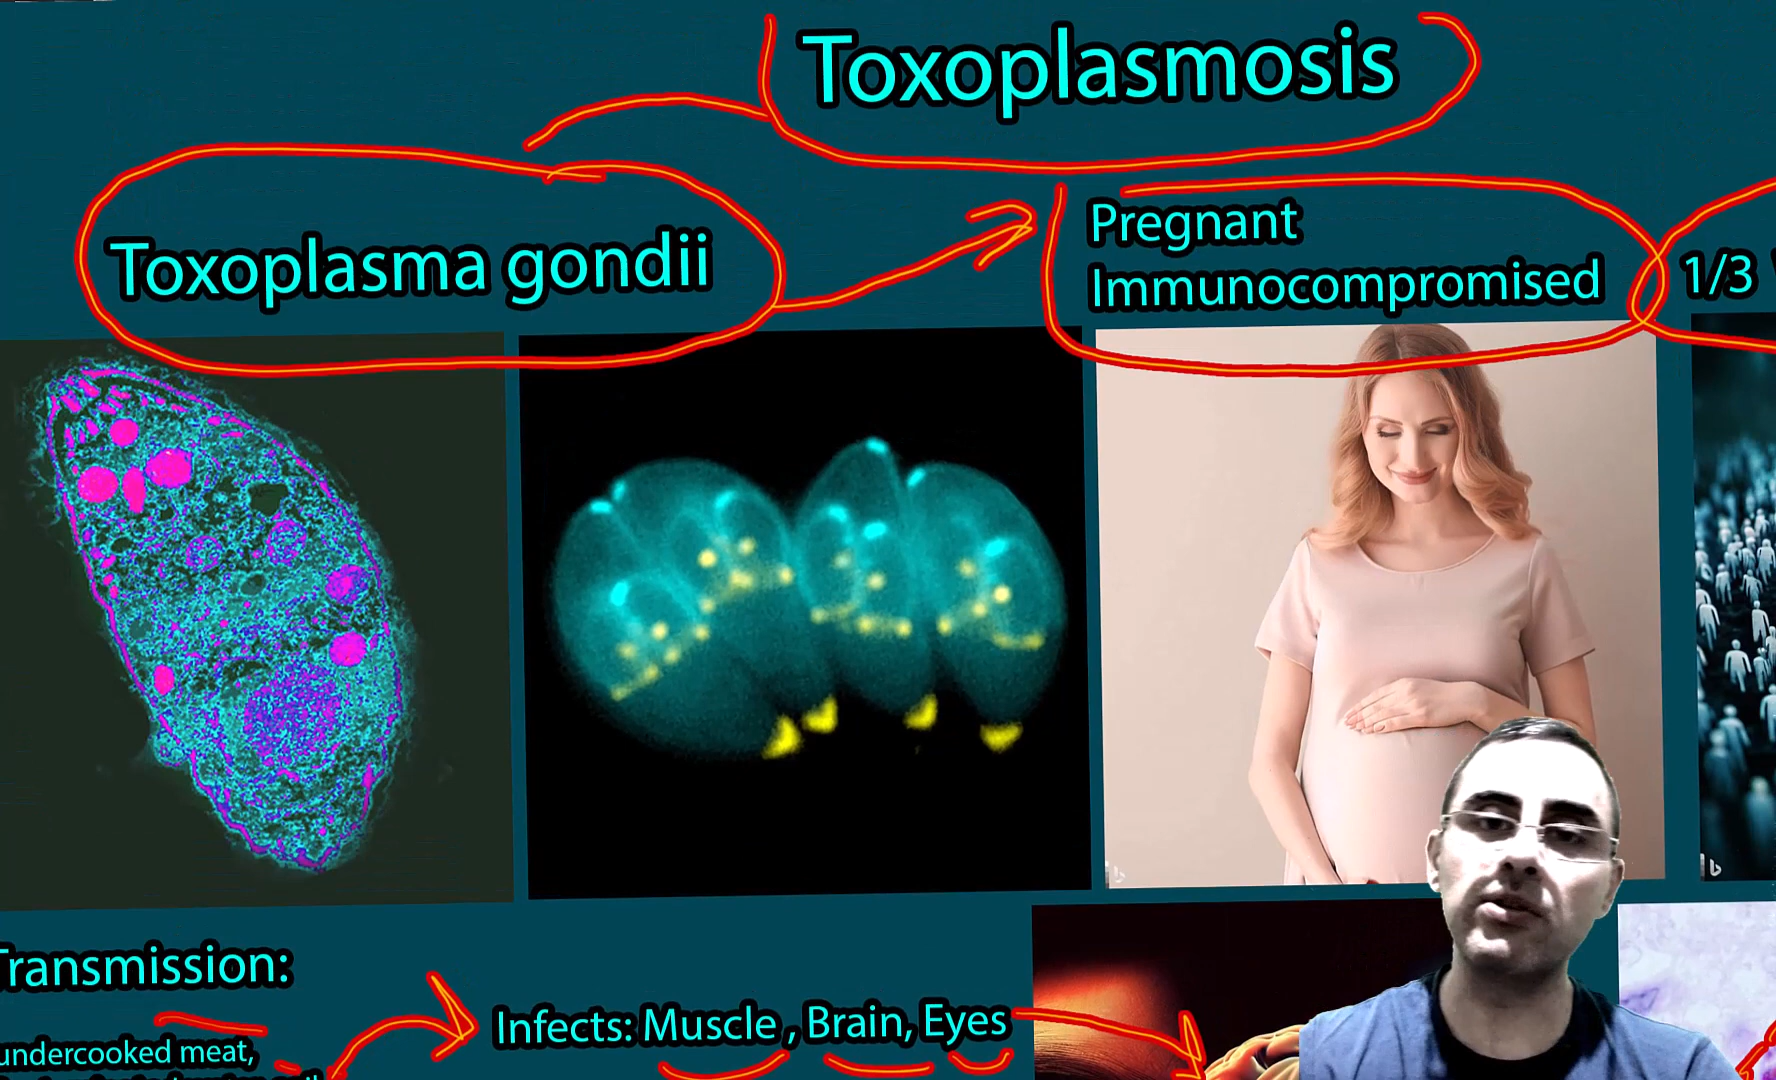 Toxoplasmosis
Toxoplasma gondii
Pregnant
Immunocompromised
1/3
Transmission:
undercooked meat,
Infects: Muscle, Brain, Eyes